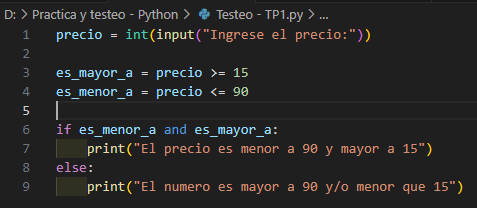 D: > Practica y testeo - Python > Testeo - TP1.py > ...
1 precio = int(input("Ingrese el precio:"))
2
3 es_mayor_a = precio >= 15
4 es_menor_a = precio <= 90
5
6 if es_menor_a and es_mayor_a:
7     print("El precio es menor a 90 y mayor a 15")
8 else:
9     print("El numero es mayor a 90 y/o menor que 15")